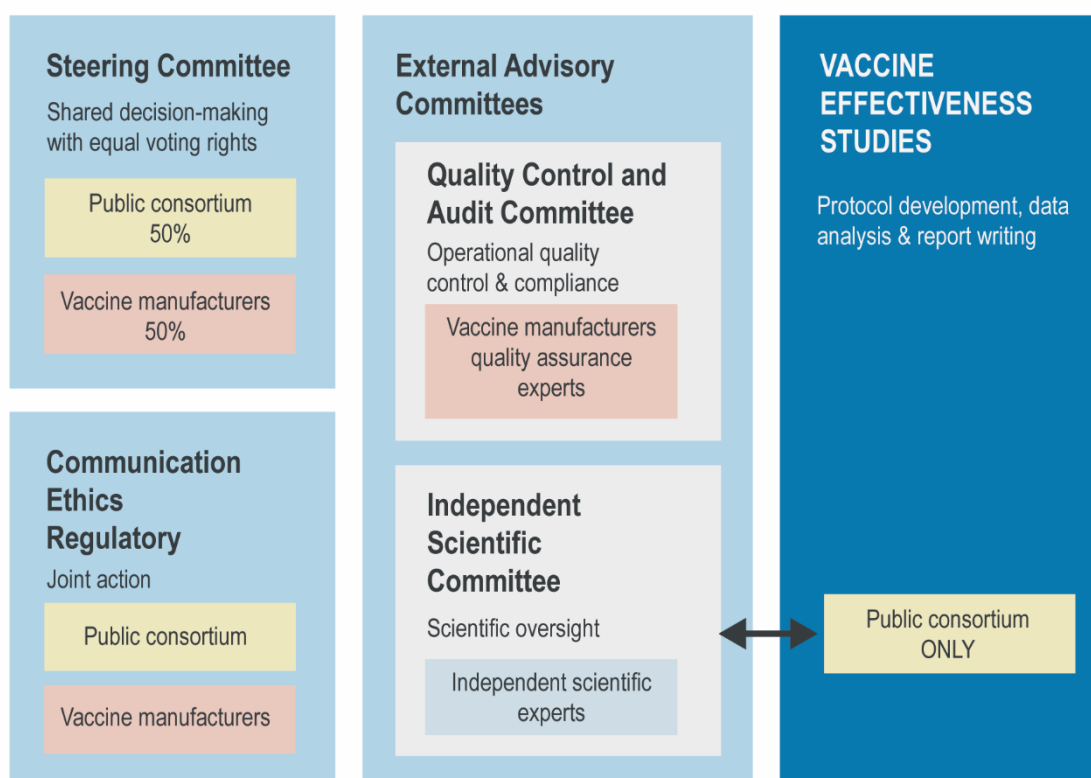 Steering Committee
Shared decision-making
with equal voting rights
Public consortium
50%
Vaccine manufacturers
50%
Communication
Ethics
Regulatory
Joint action
Public consortium
Vaccine manufacturers
External Advisory
Committees
Quality Control and
Audit Committee
Operational quality
control & compliance
Vaccine manufacturers
quality assurance
experts
Independent
Scientific
Committee
Scientific oversight
Independent scientific
experts
VACCINE
EFFECTIVENESS
STUDIES
Protocol development, data
analysis & report writing
Public consortium
ONLY